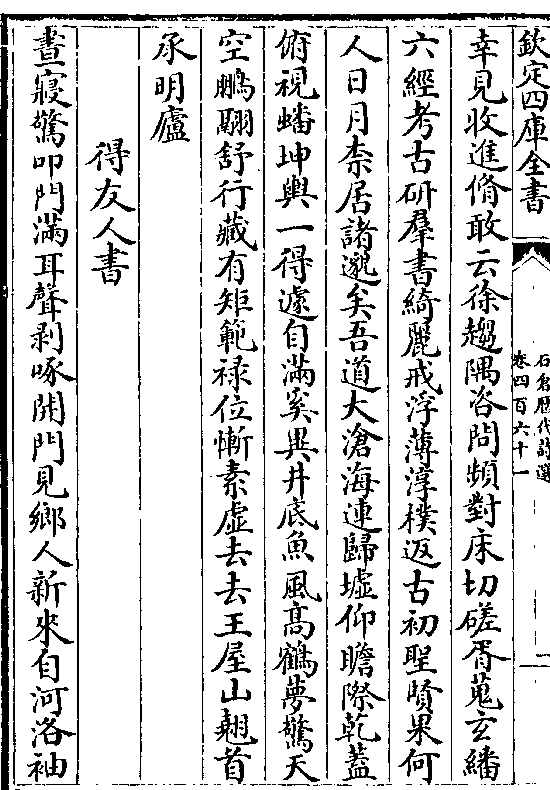 欽定四庫全書
石倉歴代詩選
卷四百六十一
幸見收進脩敢云徐趨隅咨問頻對床切磋胥蒐玄繙
六經考古研羣書綺麗戒浮薄淳樸返古初聖賢果何
人日月柰居諸邈矣吾道大滄海連歸墟仰瞻際乾蓋
俯視蟠坤輿一得遽自滿奚異井底魚風高鶴夢驚天
空鵬翮舒行藏有矩範禄位慚素虚去去王屋山翹首
承明廬
得友人書
晝寢驚叩門滿耳聲剥啄開門見鄉人新來自河洛袖